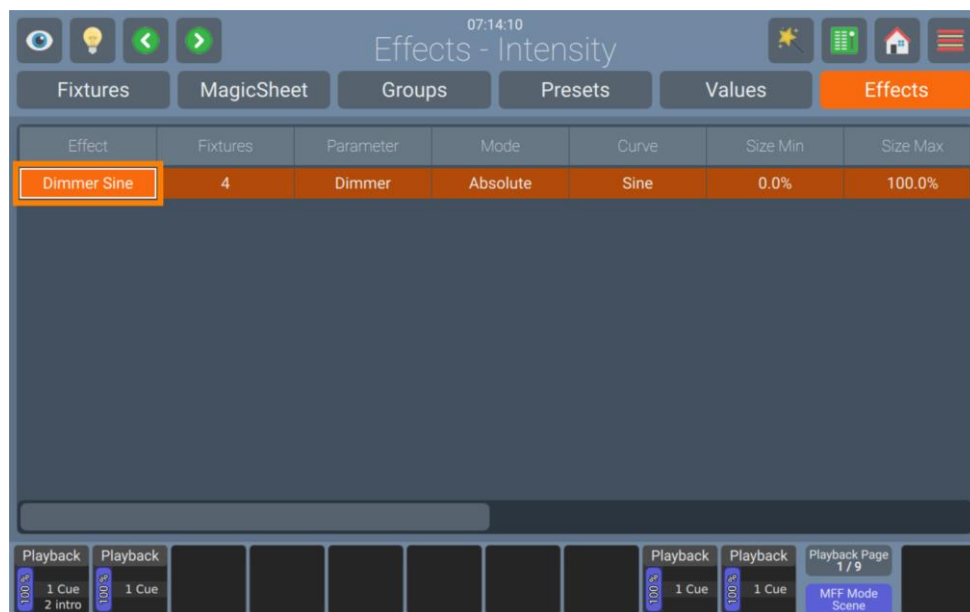 07:14:10
Effects - Intensity
Fixtures MagicSheet Groups Presets Values Effects
Effect Fixtures Parameter Mode Curve Size Min Size Max
Dimmer Sine 4 Dimmer Absolute Sine 0.0% 100.0%
Playback Playback Playback Playback Playback Page
1 / 9
100 % 1 Cue 100 % 1 Cue 100 % 1 Cue 100 % 1 Cue MFF Mode
2 intro Scene